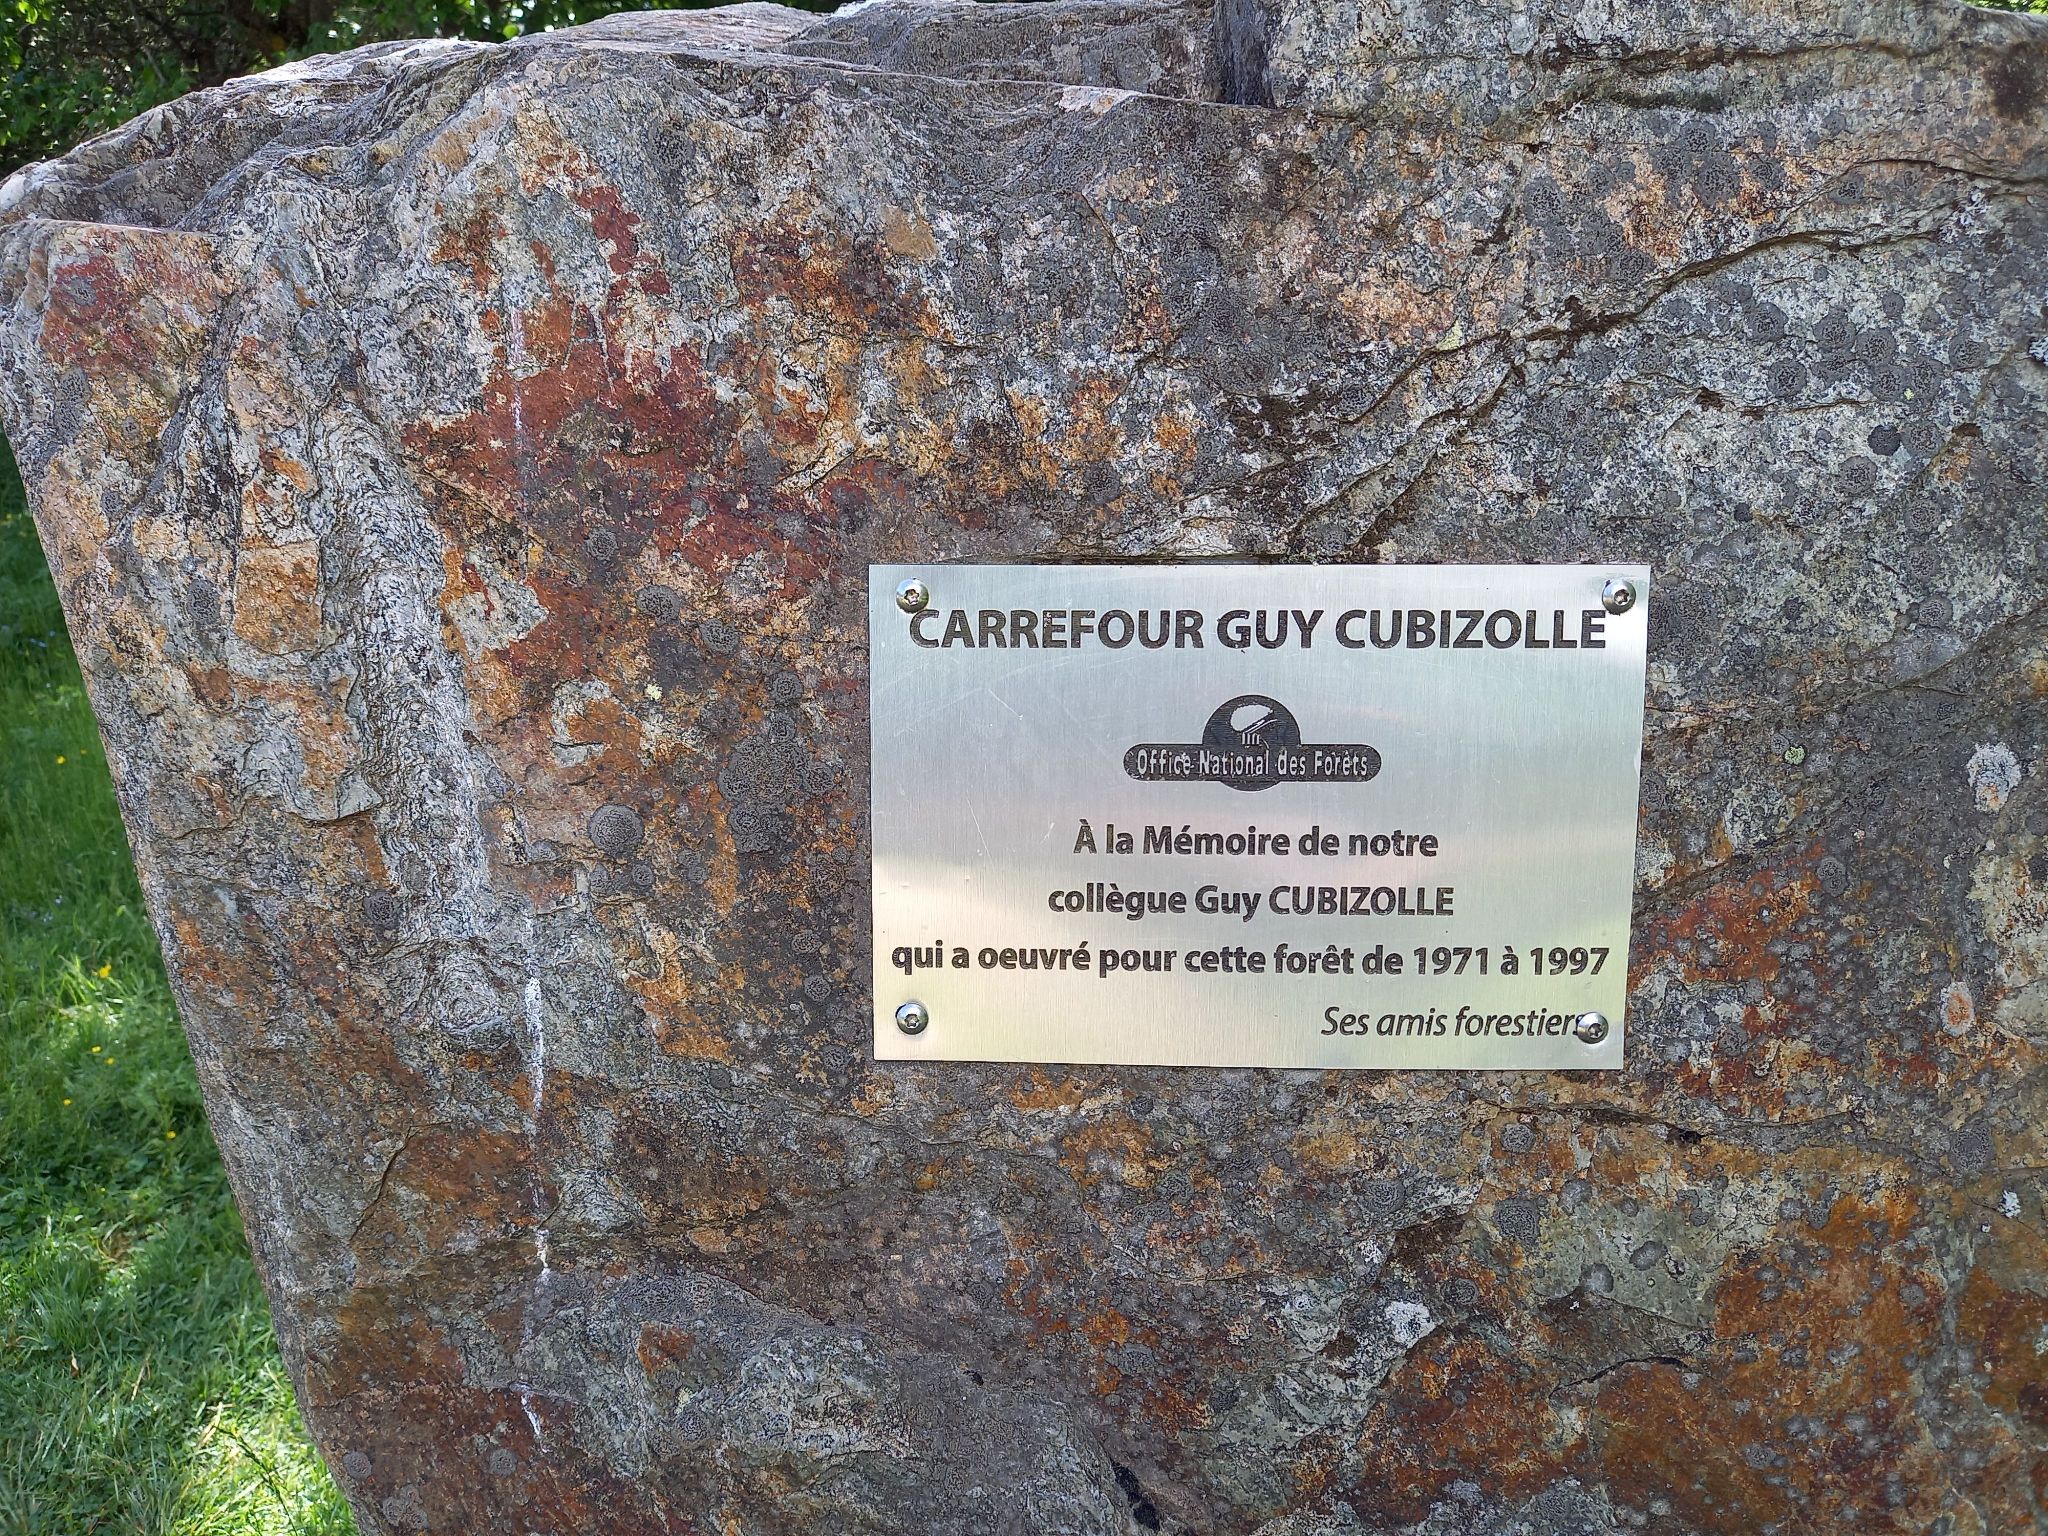 CARREFOUR GUY CUBIZOLLE
Office National des Forêts
À la Mémoire de notre
collègue Guy CUBIZOLLE
qui a oeuvré pour cette forêt de 1971 à 1997
Ses amis forestiers